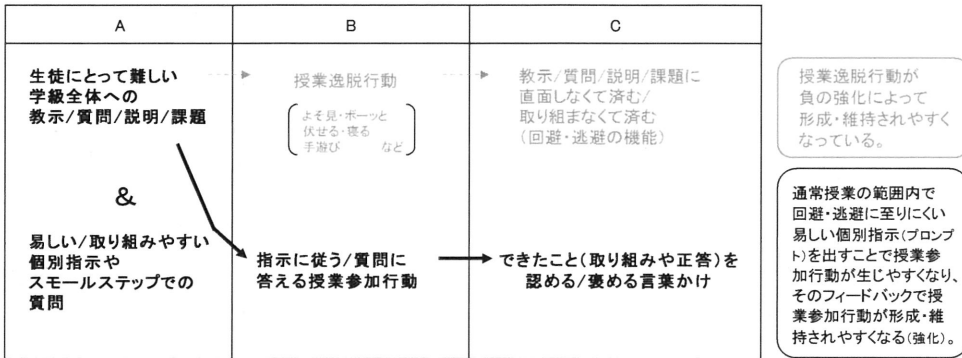 A
B
C
生徒にとって難しい
学級全体への
教示/質問/説明/課題
&
易しい/取り組みやすい
個別指示や
スモールステップでの
質問
授業逸脱行動
よそ見・ボーッと
伏せる・寝る
手遊び など
指示に従う/質問に
答える授業参加行動
教示/質問/説明/課題に
直面しなくて済む/
取り組まなくて済む
(回避・逃避の機能)
できたこと(取り組みや正答)を
認める/褒める言葉かけ
授業逸脱行動が
負の強化によって
形成・維持されやすく
なっている。
通常授業の範囲内で
回避・逃避に至りにくい
易しい個別指示(プロンプ
ト)を出すことで授業参
加行動が生じやすくなり、
そのフィードバックで授
業参加行動が形成・維
持されやすくなる(強化)。